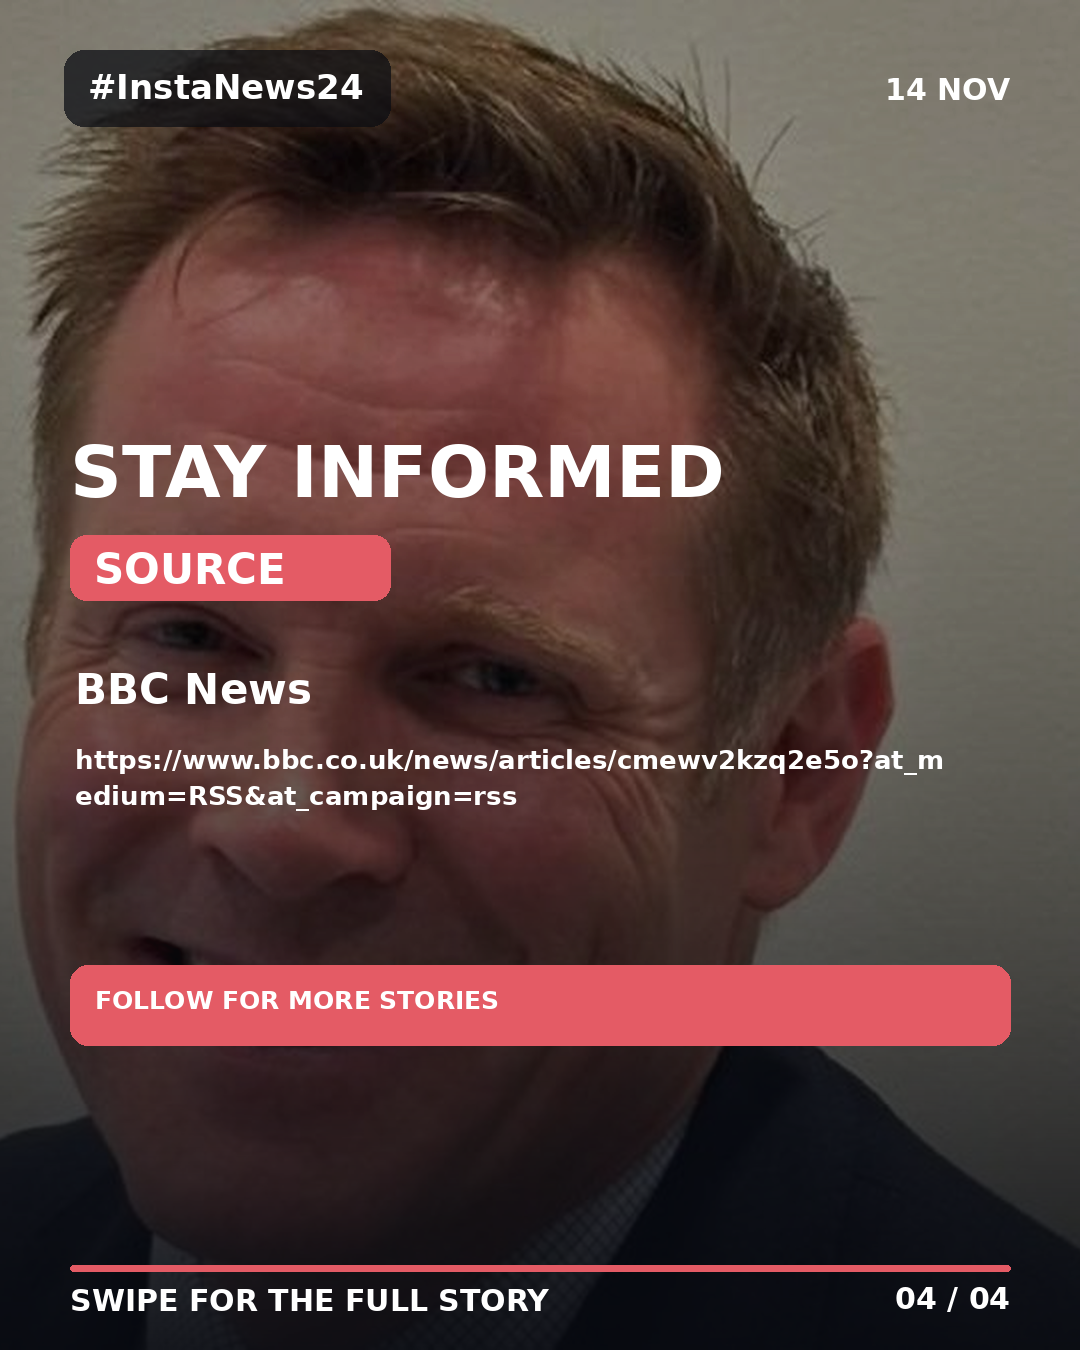 #InstaNews24
14 NOV
STAY INFORMED
SOURCE
BBC News
https://www.bbc.co.uk/news/articles/cmewv2kzq2e5o?at_m
edium=RSS&at_campaign=rss
FOLLOW FOR MORE STORIES
SWIPE FOR THE FULL STORY
04 / 04